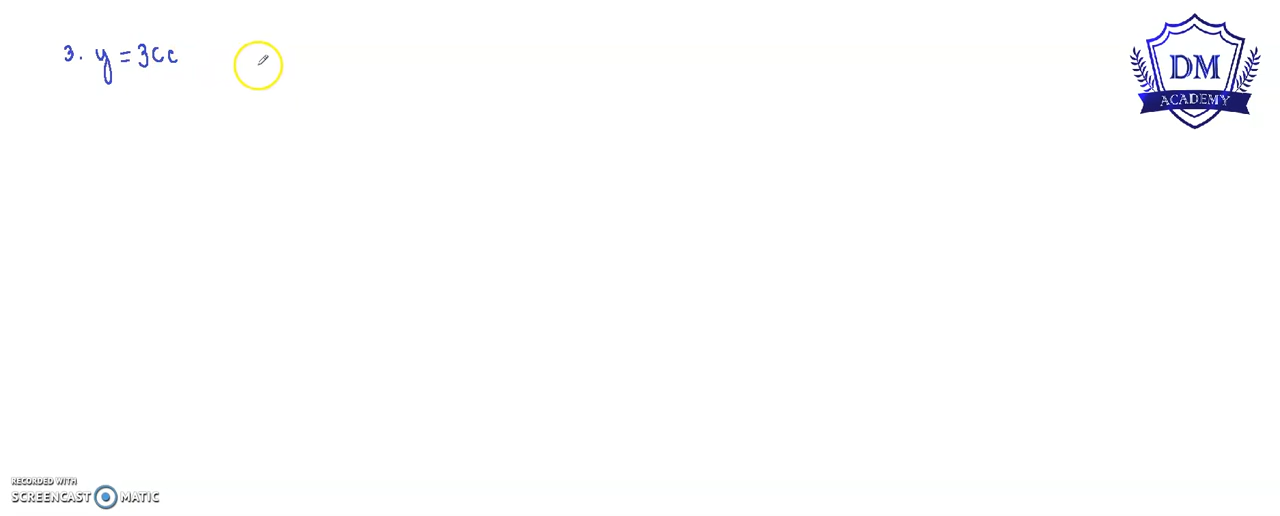 3. y = 3cc
DM
ACADEMY
RECORDED WITH
SCREENCAST MATIC